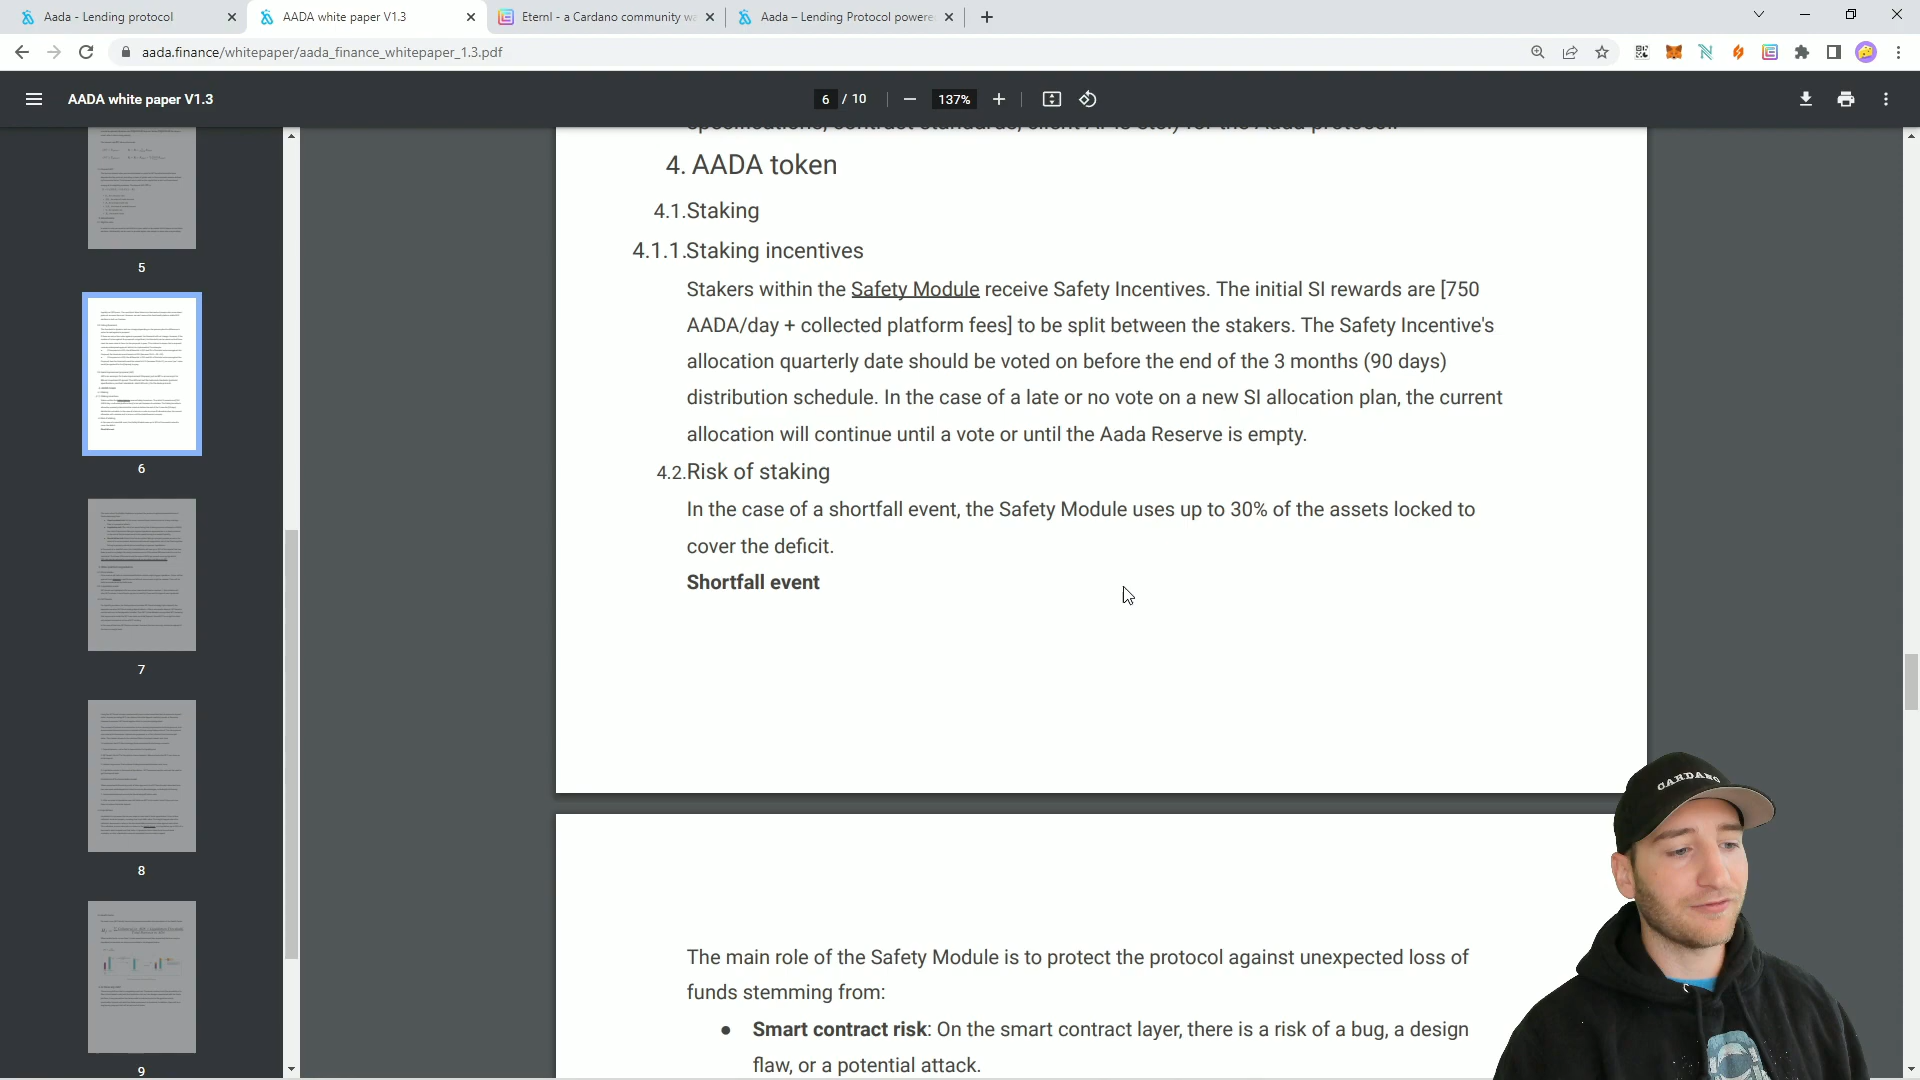 Aada - Lending protocol
AADA white paper V1.3
Eternl - a Cardano community wa
Aada – Lending Protocol powere
aada.finance/whitepaper/aada_finance_whitepaper_1.3.pdf
AADA white paper V1.3
6 / 10
137%
4. AADA token
4.1.Staking
4.1.1.Staking incentives
Stakers within the Safety Module receive Safety Incentives. The initial SI rewards are [750
AADA/day + collected platform fees] to be split between the stakers. The Safety Incentive's
allocation quarterly date should be voted on before the end of the 3 months (90 days)
distribution schedule. In the case of a late or no vote on a new SI allocation plan, the current
allocation will continue until a vote or until the Aada Reserve is empty.
4.2.Risk of staking
In the case of a shortfall event, the Safety Module uses up to 30% of the assets locked to
cover the deficit.
Shortfall event
The main role of the Safety Module is to protect the protocol against unexpected loss of
funds stemming from:
● Smart contract risk: On the smart contract layer, there is a risk of a bug, a design
flaw, or a potential attack.
5
6
7
8
9
CARDANO